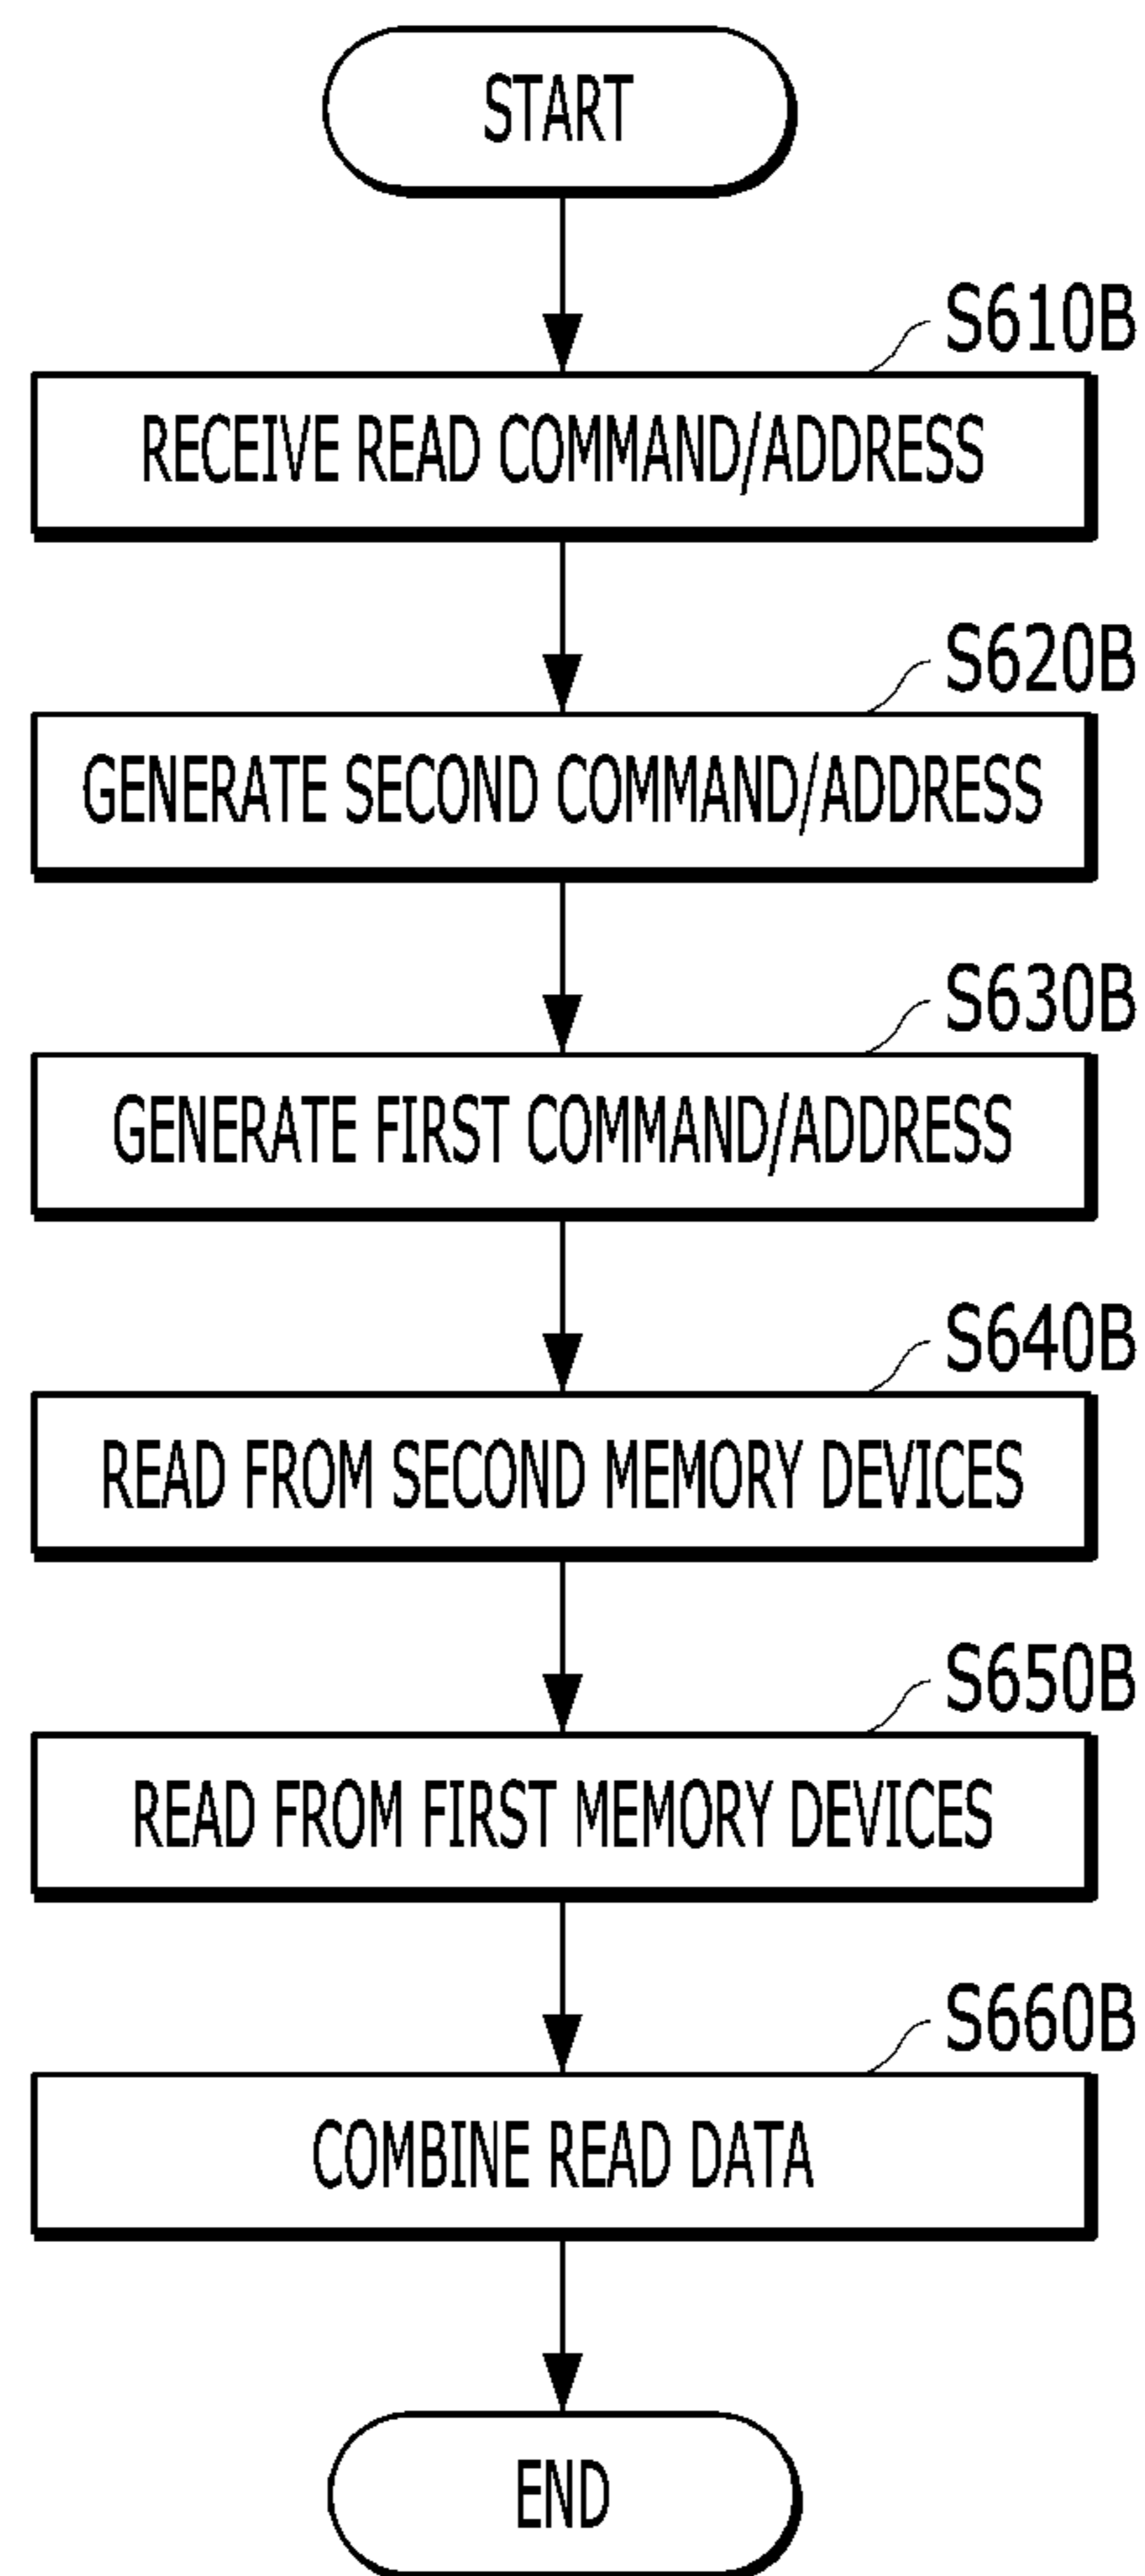 START
S610B
RECEIVE READ COMMAND/ADDRESS
S620B
GENERATE SECOND COMMAND/ADDRESS
S630B
GENERATE FIRST COMMAND/ADDRESS
S640B
READ FROM SECOND MEMORY DEVICES
S650B
READ FROM FIRST MEMORY DEVICES
S660B
COMBINE READ DATA
END